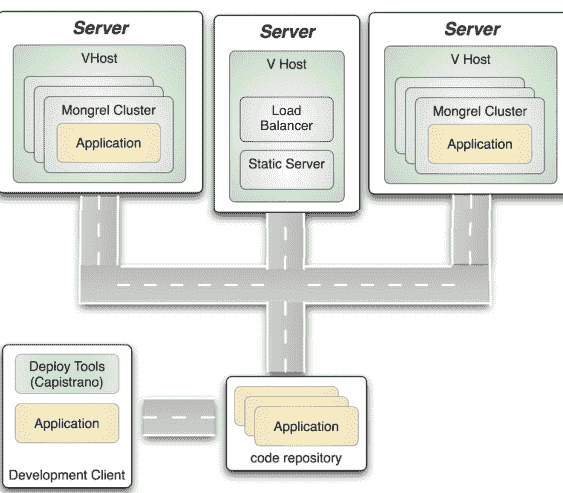 Server
VHost
Mongrel Cluster
Application
Server
V Host
Load
Balancer
Static Server
Server
V Host
Mongrel Cluster
Application
Deploy Tools
(Capistrano)
Application
Development Client
Application
code repository